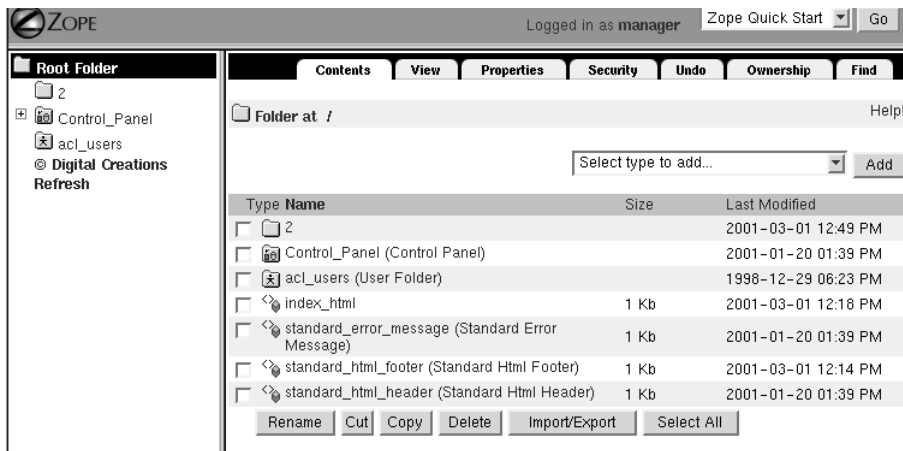 ZOPE Logged in as manager Zope Quick Start Go
Root Folder
2
Control_Panel
acl_users
© Digital Creations
Refresh
Contents View Properties Security Undo Ownership Find
Folder at / Help!
Select type to add... Add
Type Name Size Last Modified
2 2001-03-01 12:49 PM
Control_Panel (Control Panel) 2001-01-20 01:39 PM
acl_users (User Folder) 1998-12-29 06:23 PM
index_html 1 Kb 2001-03-01 12:18 PM
standard_error_message (Standard Error
Message) 1 Kb 2001-01-20 01:39 PM
standard_html_footer (Standard Html Footer) 1 Kb 2001-03-01 12:14 PM
standard_html_header (Standard Html Header) 1 Kb 2001-01-20 01:39 PM
Rename Cut Copy Delete Import/Export Select All